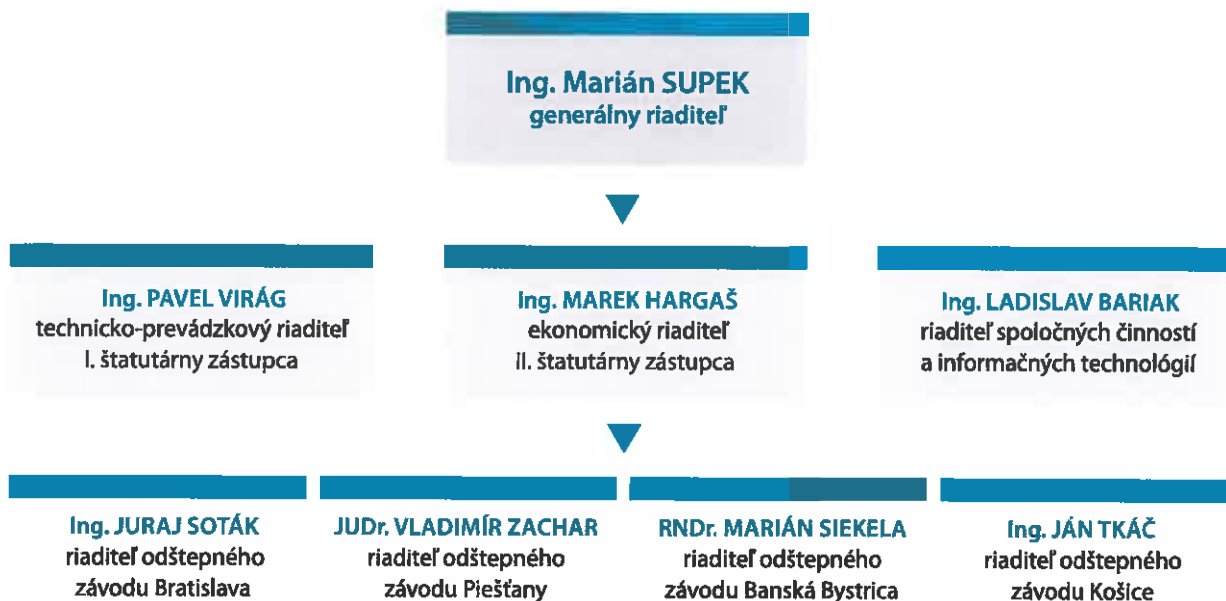 Ing. Marián SUPEK
generálny riaditeľ
Ing. PAVEL VIRÁG
technicko-prevádzkový riaditeľ
I. štatutárny zástupca
Ing. MAREK HARGAŠ
ekonomický riaditeľ
II. štatutárny zástupca
Ing. LADISLAV BARIAK
riaditeľ spoločných činností
a informačných technológií
Ing. JURAJ SOTÁK
riaditeľ odštepného
závodu Bratislava
JUDr. VLADIMÍR ZACHAR
riaditeľ odštepného
závodu Piešťany
RNDr. MARIÁN SIEKELA
riaditeľ odštepného
závodu Banská Bystrica
Ing. JÁN TKÁČ
riaditeľ odštepného
závodu Košice